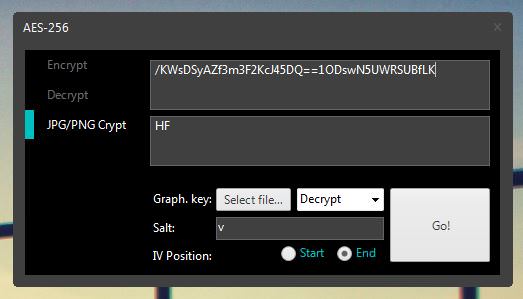 AES-256
Encrypt
Decrypt
JPG/PNG Crypt
/KWsDSyAZf3m3F2KcJ45DQ==1ODswN5UWRSUBfLK
HF
Graph. key: Select file... Decrypt
Salt: v
IV Position: Start End
Go!